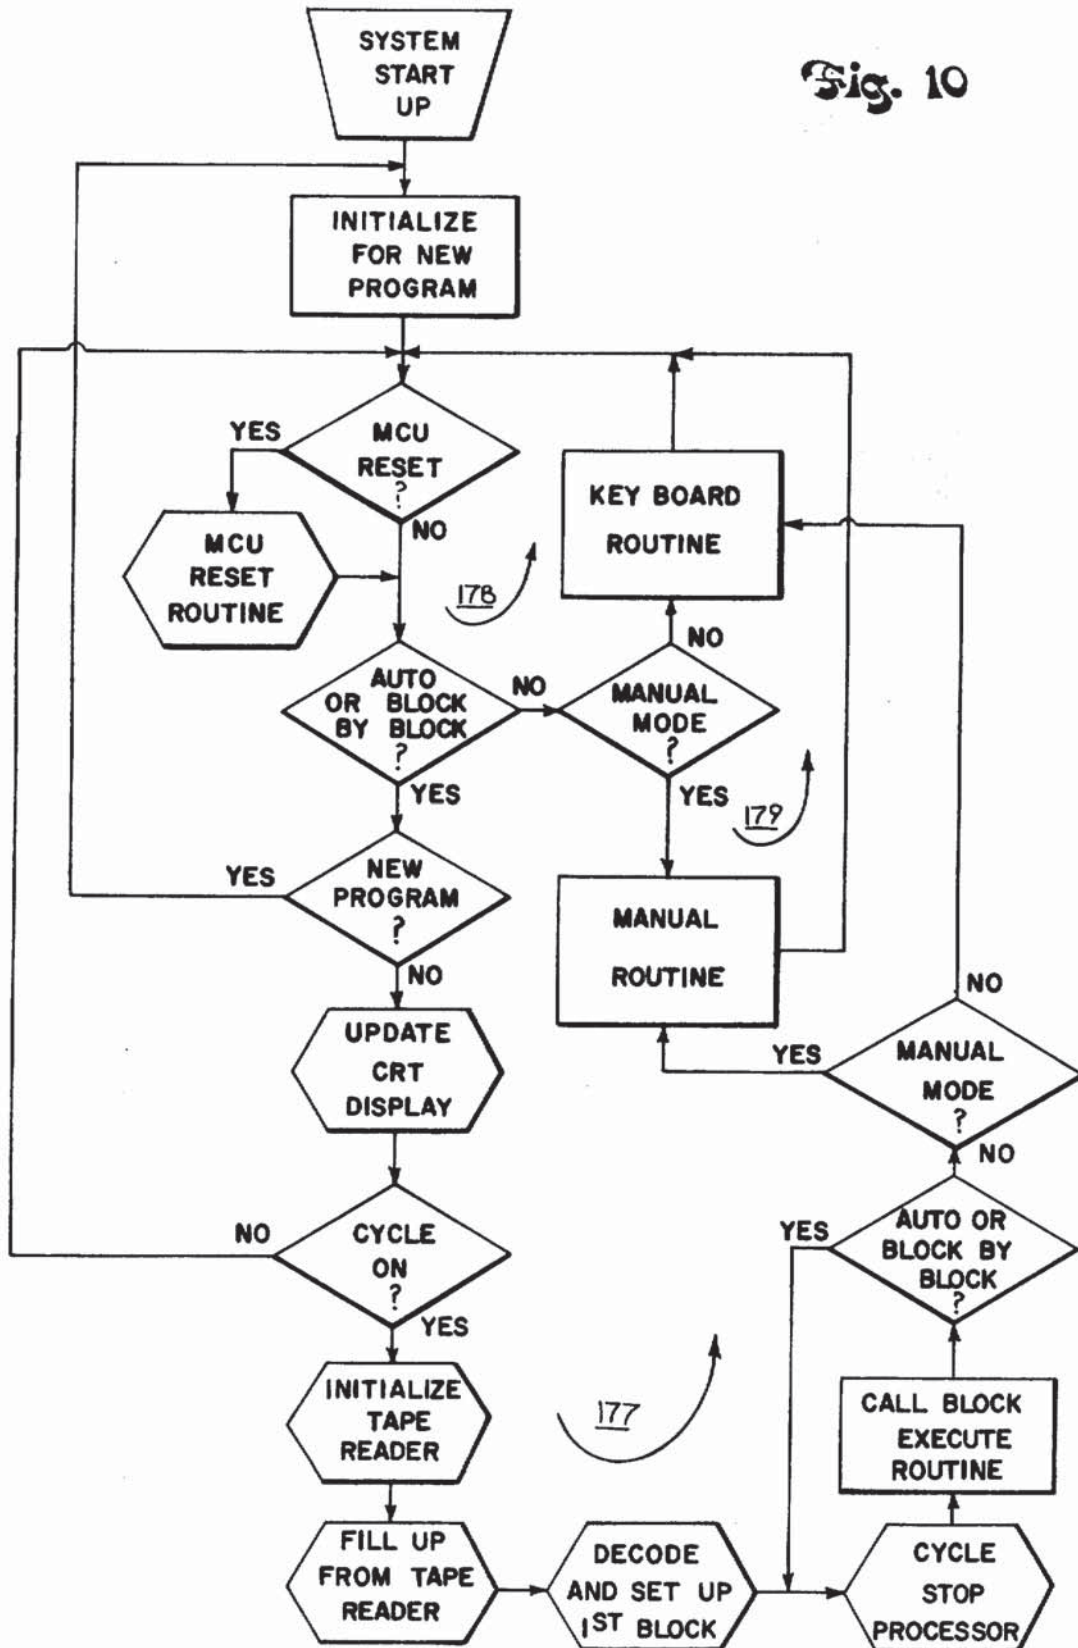 SYSTEM
START
UP
Fig. 10
INITIALIZE
FOR NEW
PROGRAM
YES
MCU
RESET
?
NO
KEY BOARD
ROUTINE
MCU
RESET
ROUTINE
178
NO
AUTO
OR BLOCK
BY BLOCK
?
NO
MANUAL
MODE
?
YES
YES
179
YES
NEW
PROGRAM
?
NO
MANUAL
ROUTINE
NO
UPDATE
CRT
DISPLAY
YES
MANUAL
MODE
?
NO
NO
CYCLE
ON
?
YES
YES
AUTO OR
BLOCK BY
BLOCK
?
INITIALIZE
TAPE
READER
177
CALL BLOCK
EXECUTE
ROUTINE
FILL UP
FROM TAPE
READER
DECODE
AND SET UP
1ST BLOCK
CYCLE
STOP
PROCESSOR